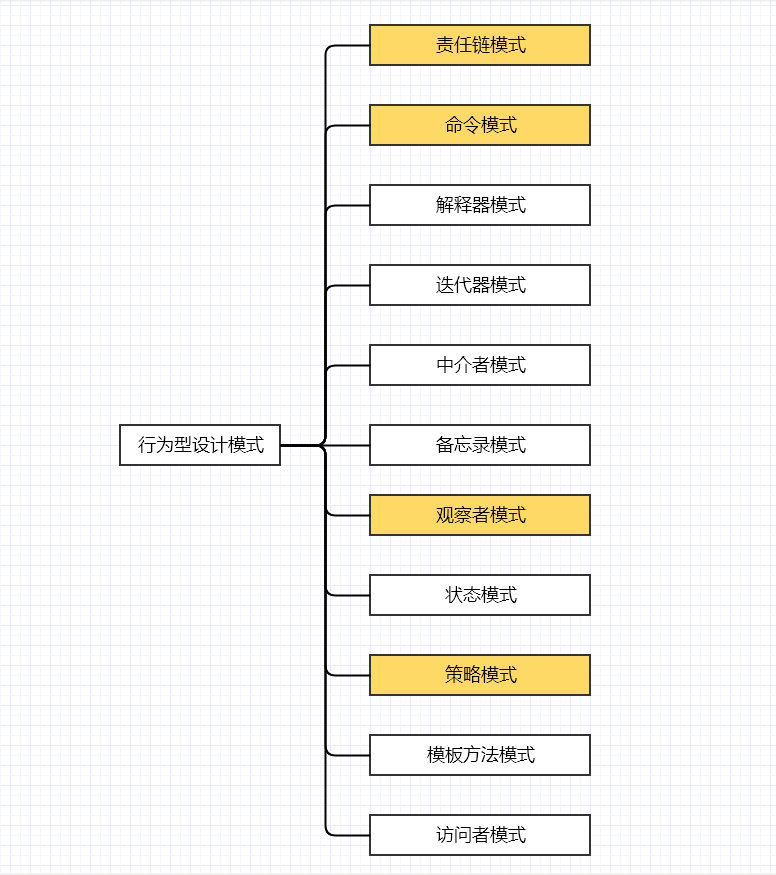 责任链模式
命令模式
解释器模式
迭代器模式
中介者模式
行为型设计模式
备忘录模式
观察者模式
状态模式
策略模式
模板方法模式
访问者模式